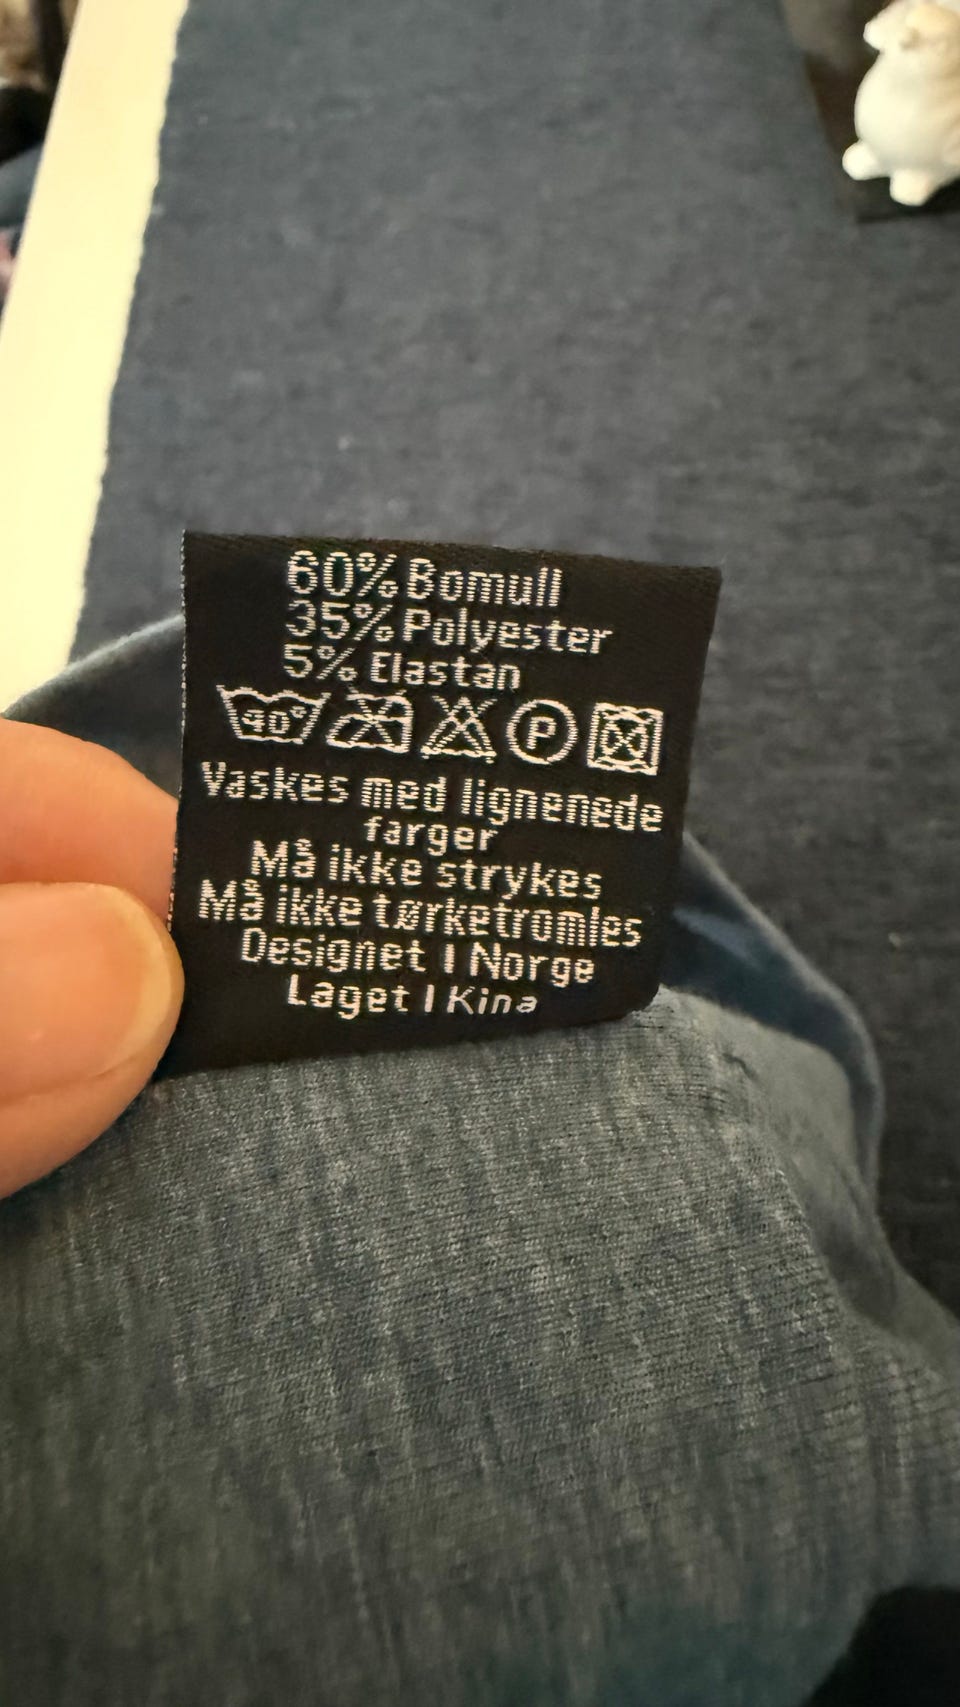 60% Bomull
35% Polyester
5% Elastan
40° P
Vaskes med lignenede
farger
Må ikke strykes
Må ikke tørketromles
Designet I Norge
Laget I Kina